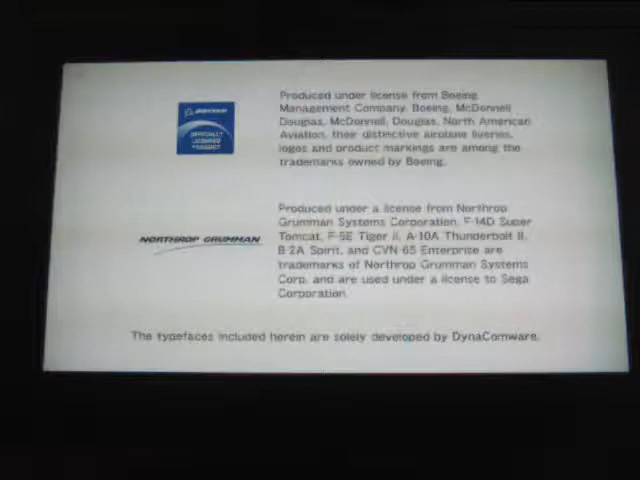 BOEING
OFFICIALLY
LICENSED
PRODUCT
Produced under license from Boeing
Management Company. Boeing, McDonnell
Douglas, McDonnell, Douglas, North American
Aviation, their distinctive airplane liveries,
logos and product markings are among the
trademarks owned by Boeing.
NORTHROP GRUMMAN
Produced under a license from Northrop
Grumman Systems Corporation. F-14D Super
Tomcat, F-5E Tiger II, A-10A Thunderbolt II,
B-2A Spirit, and CVN 65 Enterprise are
trademarks of Northrop Grumman Systems
Corp. and are used under a license to Sega
Corporation.
The typefaces included herein are solely developed by DynaComware.